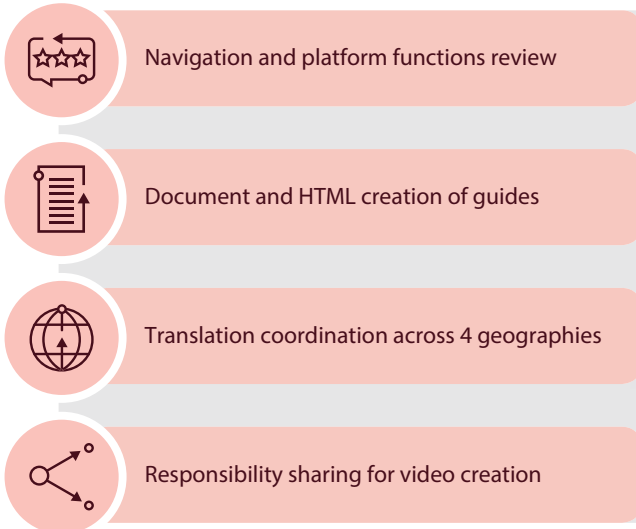 Navigation and platform functions review
Document and HTML creation of guides
Translation coordination across 4 geographies
Responsibility sharing for video creation